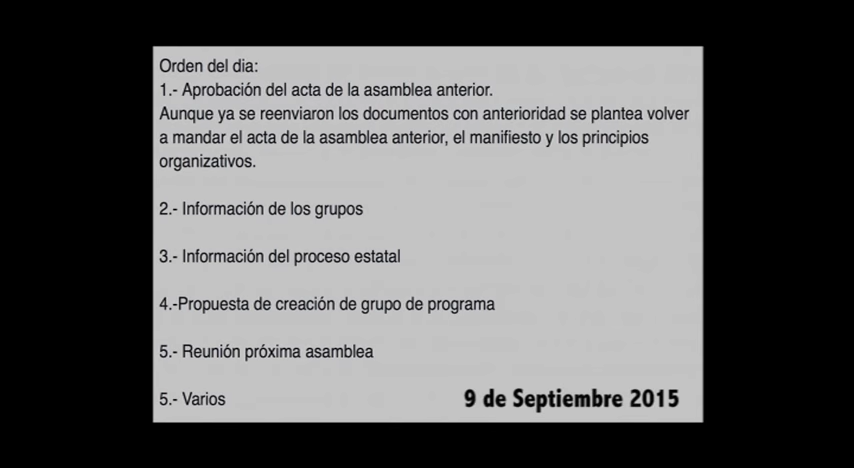 Orden del dia:
1.- Aprobación del acta de la asamblea anterior.
Aunque ya se reenviaron los documentos con anterioridad se plantea volver
a mandar el acta de la asamblea anterior, el manifiesto y los principios
organizativos.
2.- Información de los grupos
3.- Información del proceso estatal
4.-Propuesta de creación de grupo de programa
5.- Reunión próxima asamblea
5.- Varios
9 de Septiembre 2015